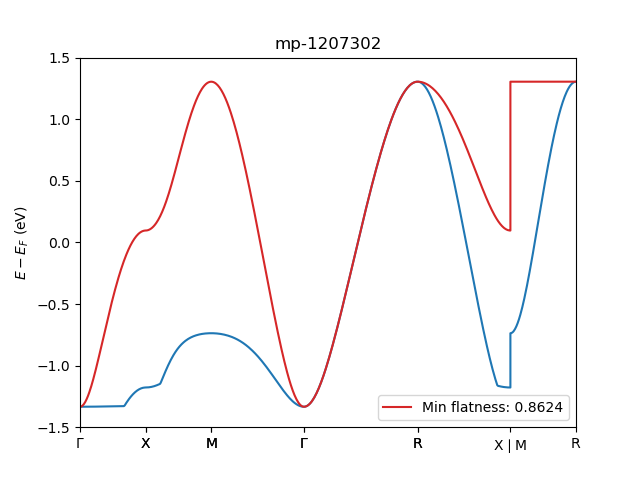 mp-1207302
E − E_F (eV)
1.5
1.0
0.5
0.0
−0.5
−1.0
−1.5
Min flatness: 0.8624
Γ X M Γ R X | M R